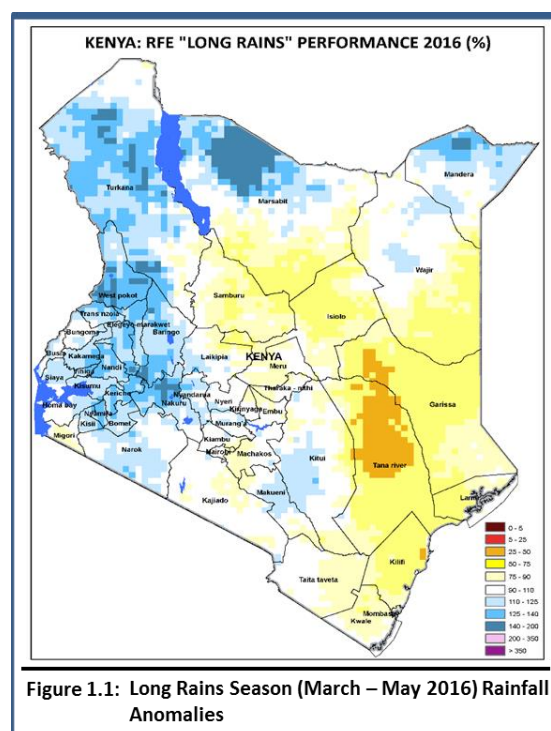 KENYA: RFE "LONG RAINS" PERFORMANCE 2016 (%)
Turkana
Marsabit
Mandera
Wajir
West pokot
Samburu
Isiolo
Trans nzoia
Elegeyo-marakwet
Baringo
Bungoma
Busia
Kakamega
Laikipia
KENYA
Meru
Siaya
Vihiga
Nandi
Kisumu
Tharaka - nithi
Garissa
Homa bay
Kericho
Nyandarua
Nakuru
Nyeri
Kirinyaga
Embu
Nyamira
Murang'a
Kisii
Bomet
Kiambu
Migori
Narok
Nairobi
Machakos
Kitui
Tana river
Makueni
Kajiado
Lamu
Kilifi
Taita taveta
Mombasa
Kwale
0 - 5
5 - 25
25 - 50
50 - 75
75 - 90
90 - 110
110 - 125
125 - 140
140 - 200
200 - 350
> 350
Figure 1.1: Long Rains Season (March – May 2016) Rainfall
Anomalies